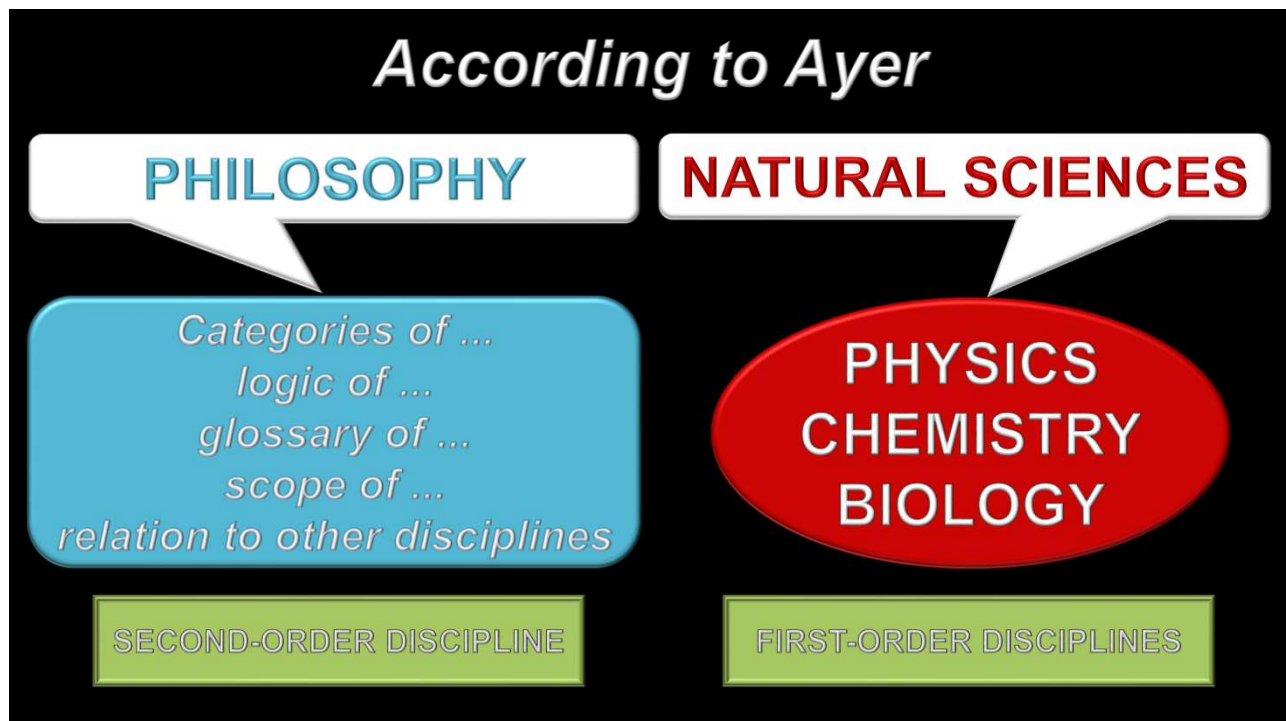 According to Ayer
PHILOSOPHY
Categories of ...
logic of ...
glossary of ...
scope of ...
relation to other disciplines
SECOND-ORDER DISCIPLINE
NATURAL SCIENCES
PHYSICS
CHEMISTRY
BIOLOGY
FIRST-ORDER DISCIPLINES